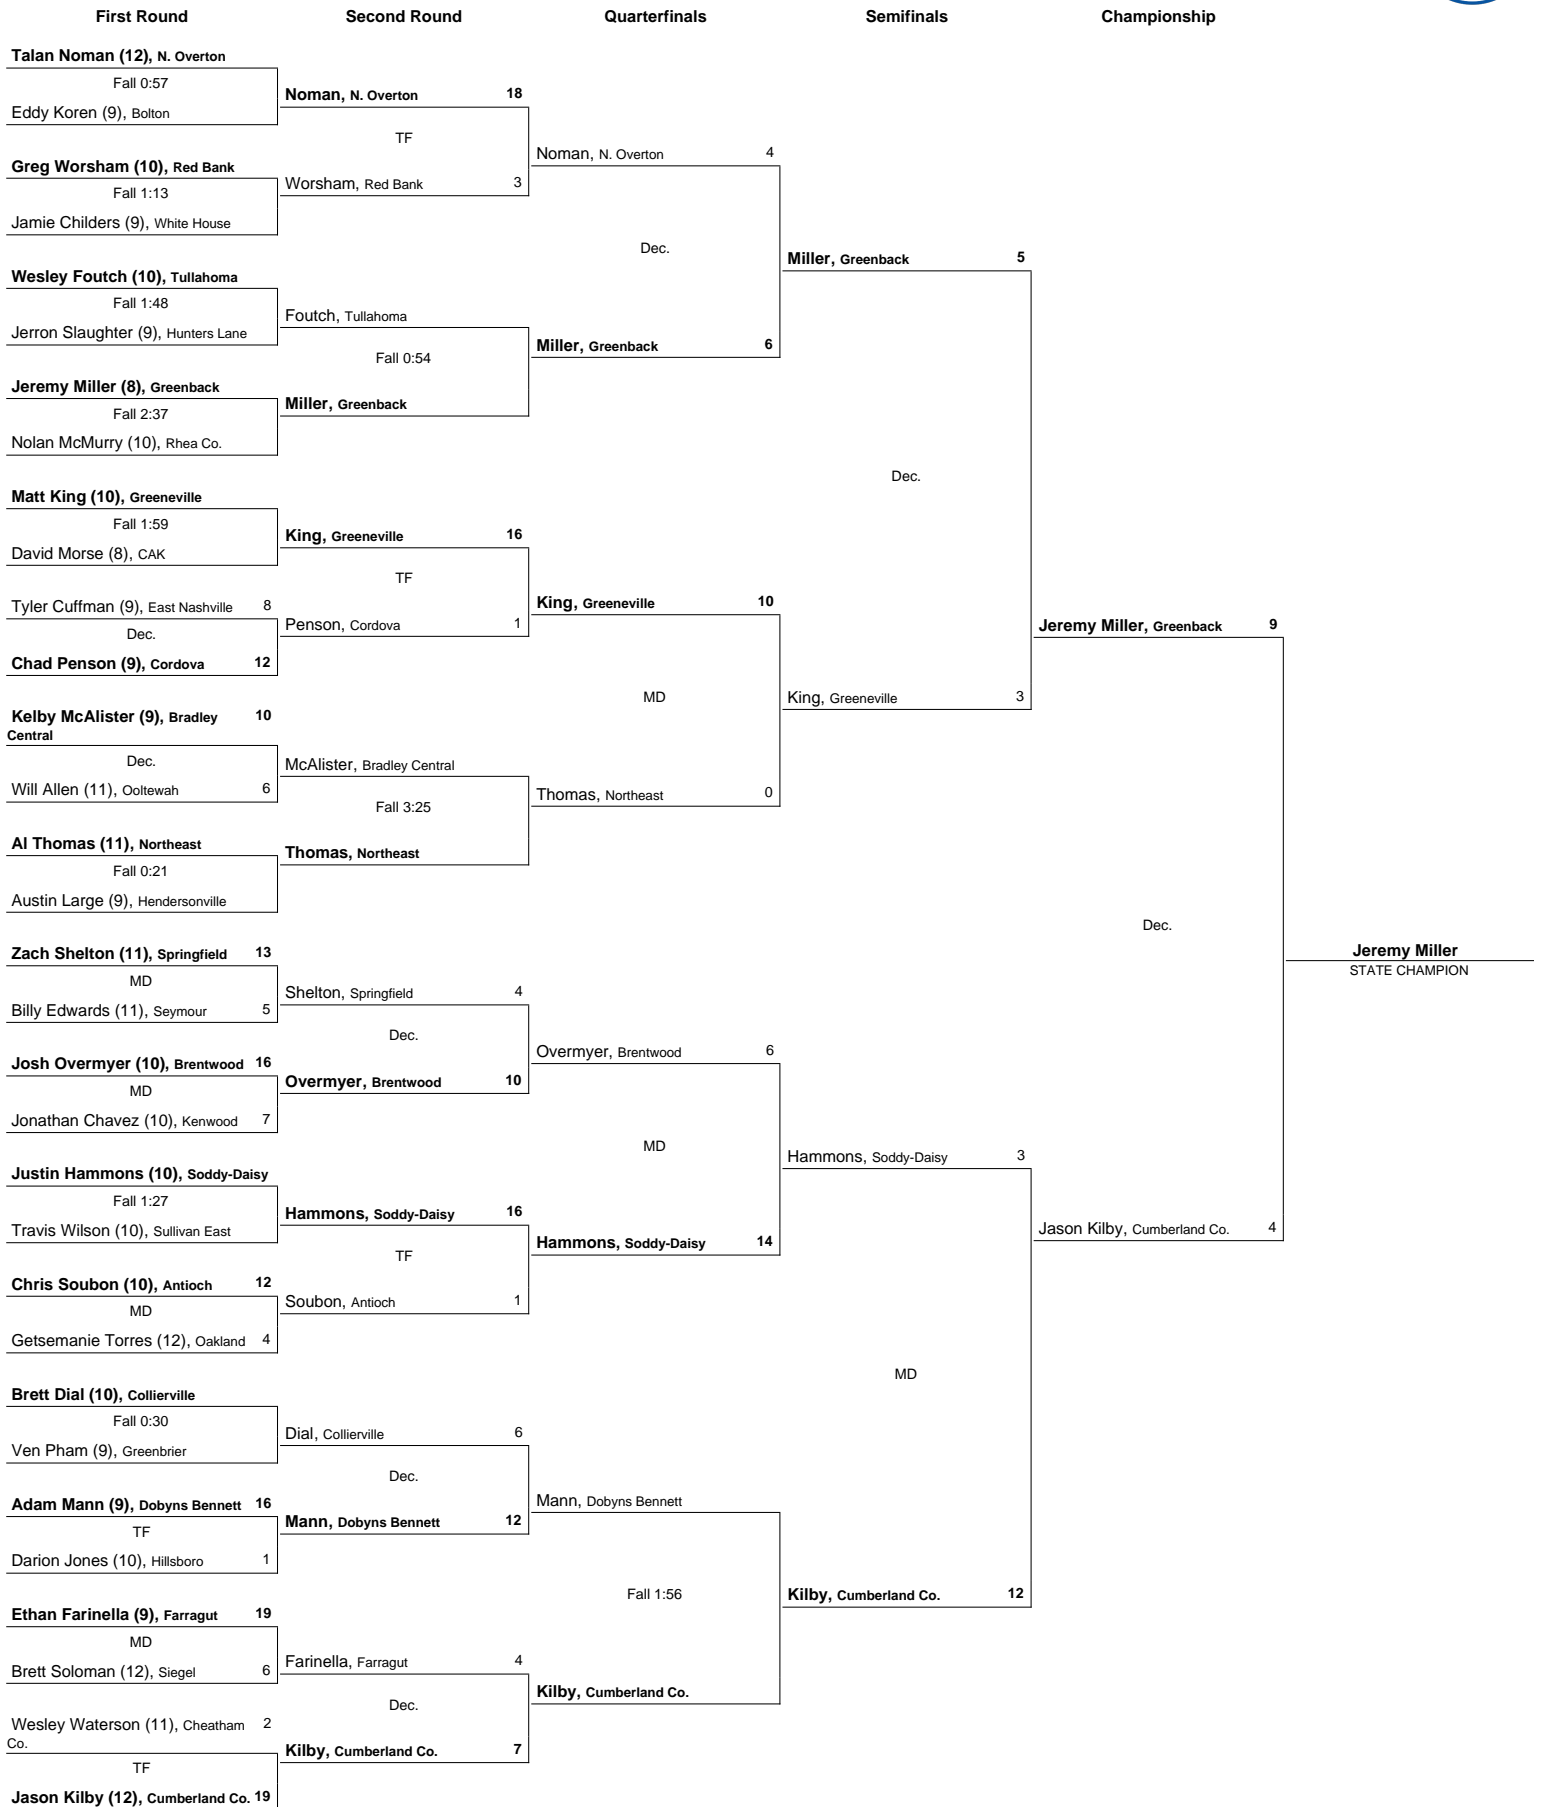 First Round
Second Round
Quarterfinals
Semifinals
Championship
Talan Noman (12), N. Overton
Fall 0:57
Eddy Koren (9), Bolton
Greg Worsham (10), Red Bank
Fall 1:13
Jamie Childers (9), White House
Wesley Foutch (10), Tullahoma
Fall 1:48
Jerron Slaughter (9), Hunters Lane
Jeremy Miller (8), Greenback
Fall 2:37
Nolan McMurry (10), Rhea Co.
Matt King (10), Greeneville
Fall 1:59
David Morse (8), CAK
Tyler Cuffman (9), East Nashville 8
Dec.
Chad Penson (9), Cordova 12
Kelby McAlister (9), Bradley 10
Central
Dec.
Will Allen (11), Ooltewah 6
Al Thomas (11), Northeast
Fall 0:21
Austin Large (9), Hendersonville
Zach Shelton (11), Springfield 13
MD
Billy Edwards (11), Seymour 5
Josh Overmyer (10), Brentwood 16
MD
Jonathan Chavez (10), Kenwood 7
Justin Hammons (10), Soddy-Daisy
Fall 1:27
Travis Wilson (10), Sullivan East
Chris Soubon (10), Antioch 12
MD
Getsemanie Torres (12), Oakland 4
Brett Dial (10), Collierville
Fall 0:30
Ven Pham (9), Greenbrier
Adam Mann (9), Dobyns Bennett 16
TF
Darion Jones (10), Hillsboro 1
Ethan Farinella (9), Farragut 19
MD
Brett Soloman (12), Siegel 6
Wesley Waterson (11), Cheatham 2
Co.
TF
Jason Kilby (12), Cumberland Co. 19
Noman, N. Overton 18
TF
Worsham, Red Bank 3
Foutch, Tullahoma
Fall 0:54
Miller, Greenback
King, Greeneville 16
TF
Penson, Cordova 1
McAlister, Bradley Central
Fall 3:25
Thomas, Northeast
Shelton, Springfield 4
Dec.
Overmyer, Brentwood 10
Hammons, Soddy-Daisy 16
TF
Soubon, Antioch 1
Dial, Collierville 6
Dec.
Mann, Dobyns Bennett 12
Farinella, Farragut 4
Dec.
Kilby, Cumberland Co. 7
Noman, N. Overton 4
Dec.
Miller, Greenback 6
King, Greeneville 10
MD
Thomas, Northeast 0
Overmyer, Brentwood 6
MD
Hammons, Soddy-Daisy 14
Mann, Dobyns Bennett
Fall 1:56
Kilby, Cumberland Co.
Miller, Greenback 5
Dec.
King, Greeneville 3
Hammons, Soddy-Daisy 3
MD
Kilby, Cumberland Co. 12
Jeremy Miller, Greenback 9
Dec.
Jason Kilby, Cumberland Co. 4
Jeremy Miller
STATE CHAMPION